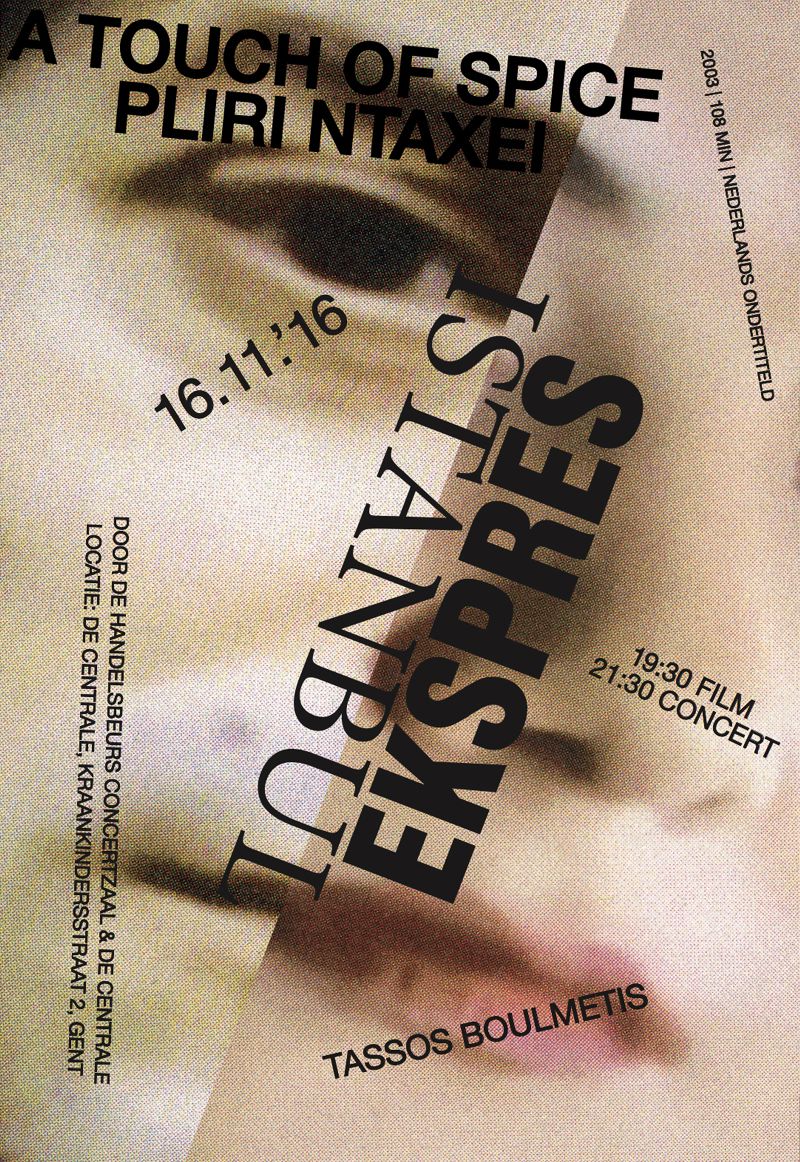 A TOUCH OF SPICE
PLIRI NTAXEI
2003 | 108 MIN | NEDERLANDS ONDERTITELD
16.11.'16
ISTANBUL
EKSPRES
19:30 FILM
21:30 CONCERT
DOOR DE HANDELSBEURS CONCERTZAAL & DE CENTRALE
LOCATIE: DE CENTRALE, KRAANKINDERSSTRAAT 2, GENT
TASSOS BOULMETIS